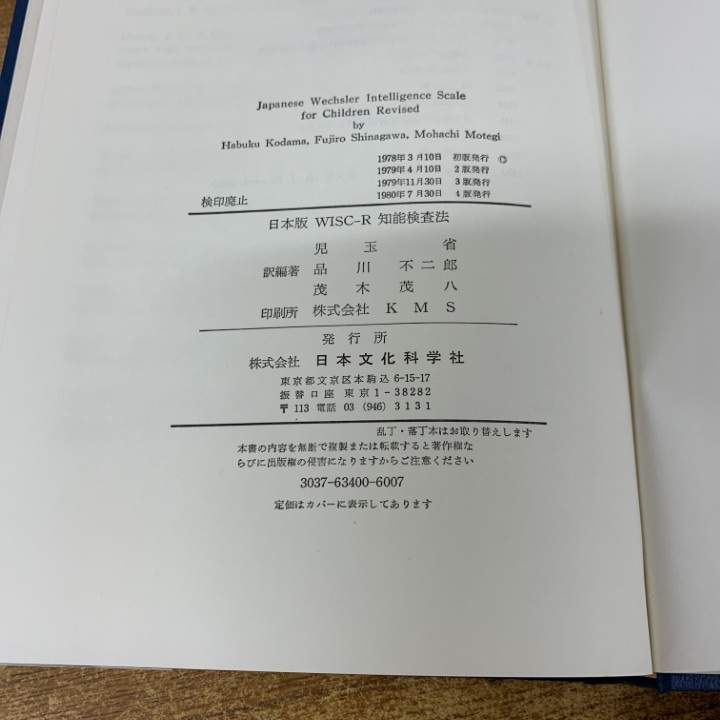 Japanese Wechsler Intelligence Scale
for Children Revised
by
Habuku Kodama, Fujiro Shinagawa, Mohachi Motegi
1978年3月10日 初版発行 ©
1979年4月10日 2版発行
1979年11月30日 3版発行
検印廃止 1980年7月30日 4版発行
日本版 WISC-R 知能検査法
児玉 省
訳編著 品川 不二郎
茂木 茂八
印刷所 株式会社 KMS
発行所
株式会社 日本文化科学社
東京都文京区本駒込 6-15-17
振替口座 東京1-38282
〒113 電話 03 (946) 3131
乱丁・落丁本はお取り替えします
本書の内容を無断で複製または転載すると著作権な
らびに出版権の侵害になりますからご注意ください
3037-63400-6007
定価はカバーに表示してあります